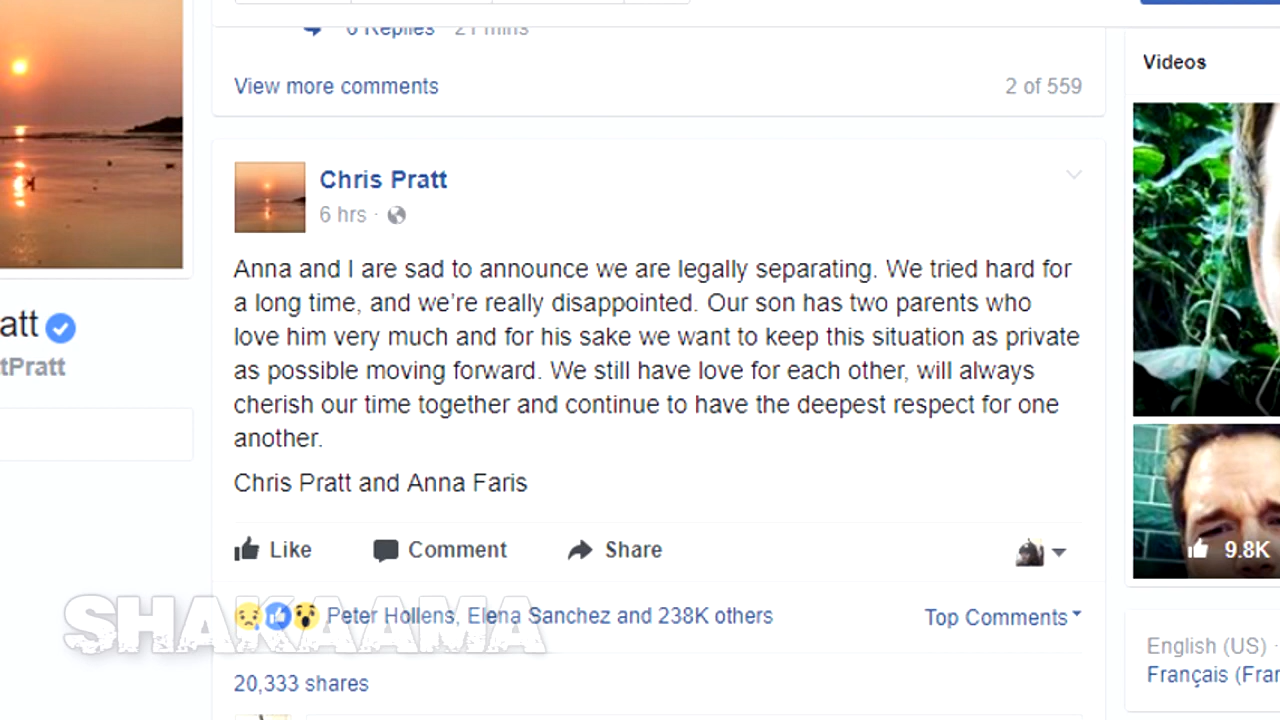 6 Replies 21 mins
View more comments
2 of 559
Videos
Chris Pratt
6 hrs ·
Anna and I are sad to announce we are legally separating. We tried hard for
a long time, and we’re really disappointed. Our son has two parents who
love him very much and for his sake we want to keep this situation as private
as possible moving forward. We still have love for each other, will always
cherish our time together and continue to have the deepest respect for one
another.
Chris Pratt and Anna Faris
att
tPratt
Like Comment Share
9.8K
Peter Hollens, Elena Sanchez and 238K others
Top Comments
SHAKAAMA
20,333 shares
English (US) ·
Français (Fran